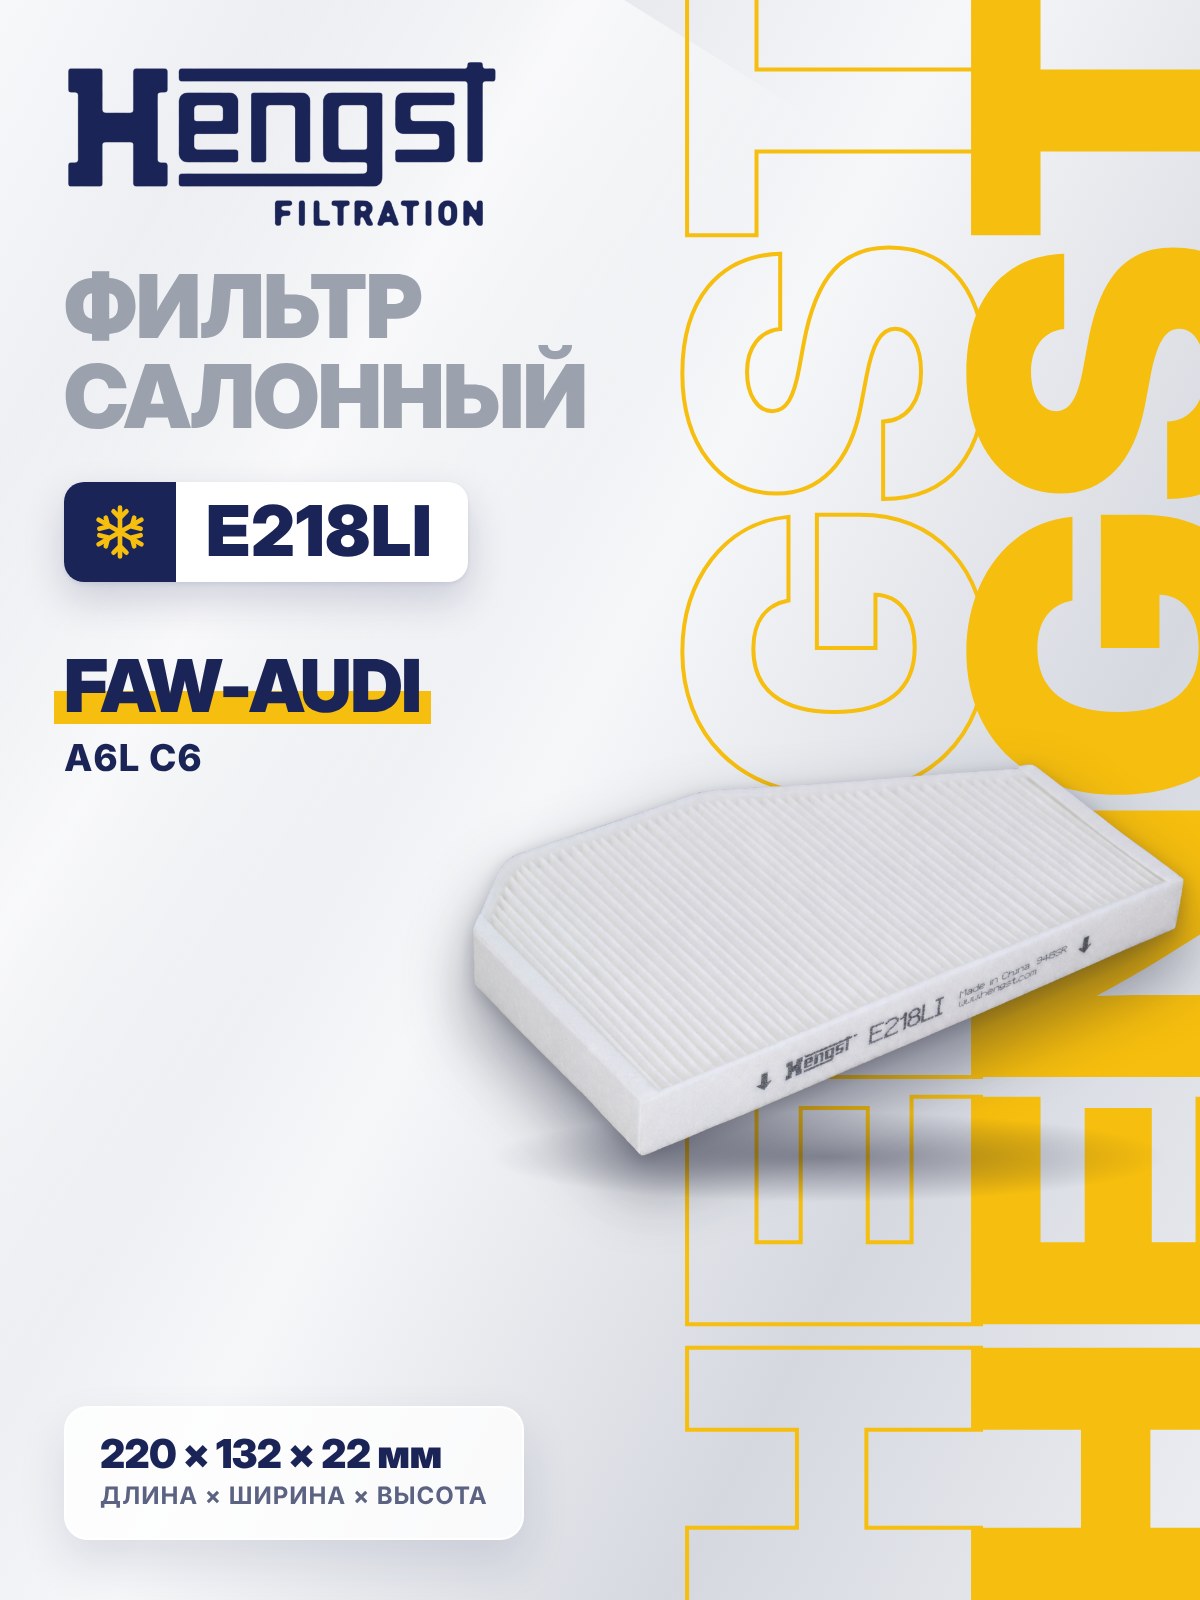 Hengst
FILTRATION
ФИЛЬТР
САЛОННЫЙ
E218LI
FAW-AUDI
A6L C6
HENGST
HENGST
Made in China 946SR
www.hengst.com
Hengst E218LI
220 × 132 × 22 мм
ДЛИНА × ШИРИНА × ВЫСОТА